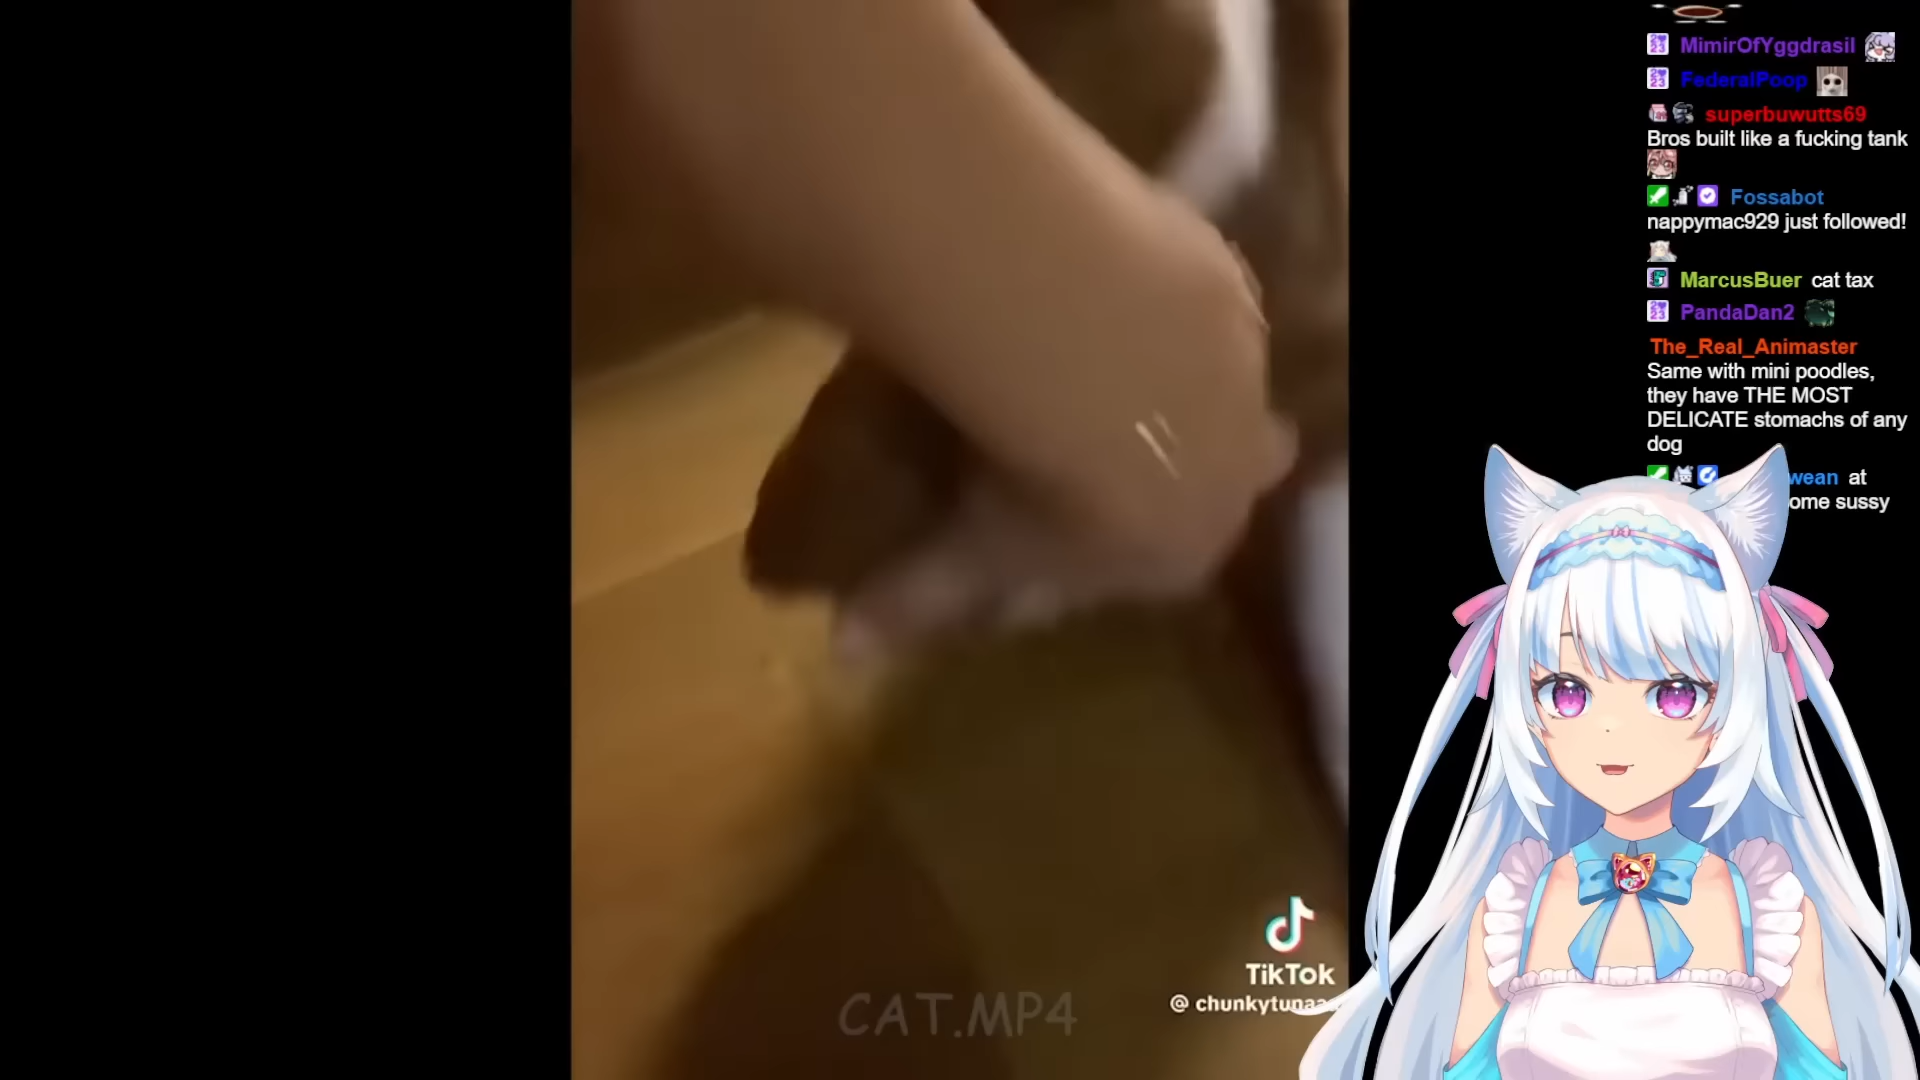 MimirOfYggdrasil
FederalPoop
superbuwutts69
Bros built like a fucking tank
Fossabot
nappymac929 just followed!
MarcusBuer cat tax
PandaDan2
The_Real_Animaster
Same with mini poodles,
they have THE MOST
DELICATE stomachs of any
dog
wean at
ome sussy
TikTok
@ chunkytunaa
CAT.MP4